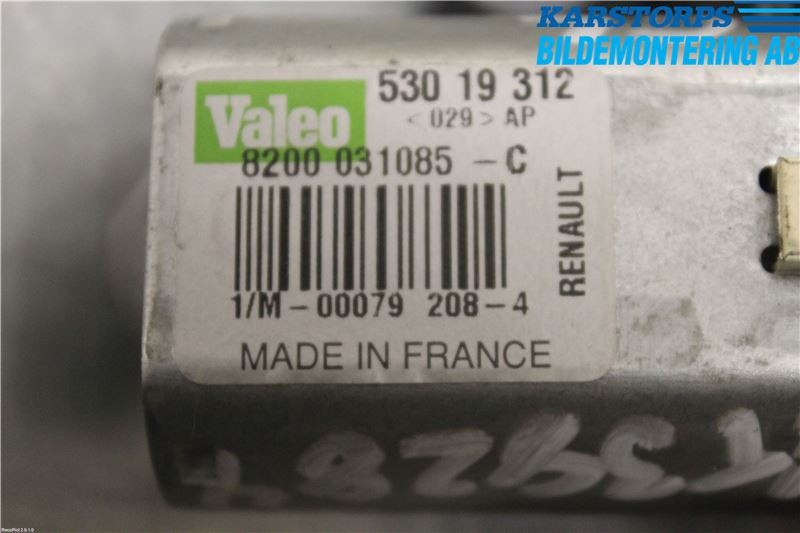 KARSTORPS
BILDEMONTERING AB
Valeo
530 19 312
<029> AP
8200 031085 -C
RENAULT
1/M-00079 208-4
MADE IN FRANCE